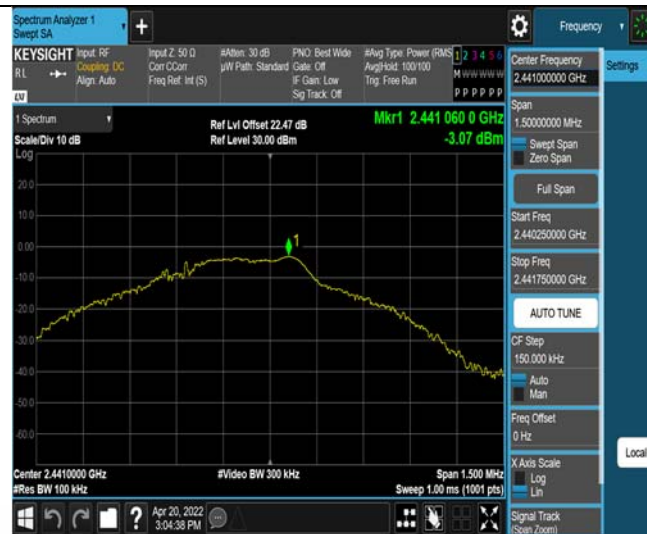 Spectrum Analyzer 1
Swept SA
+
Frequency
KEYSIGHT
RL
Input: RF
Coupling: DC
Align: Auto
Input Z: 50 Ω
Corr CCorr
Freq Ref: Int (S)
#Atten: 30 dB
µW Path: Standard
PNO: Best Wide
Gate: Off
IF Gain: Low
Sig Track: Off
#Avg Type: Power (RMS
Avg|Hold: 100/100
Trig: Free Run
1 2 3 4 5 6
M W W W W W
P P P P P P
1 Spectrum
Scale/Div 10 dB
Log
Ref Lvl Offset 22.47 dB
Ref Level 30.00 dBm
Mkr1 2.441 060 0 GHz
-3.07 dBm
20.0
10.0
0.00
-10.0
-20.0
-30.0
-40.0
-50.0
-60.0
1
Center 2.4410000 GHz
#Res BW 100 kHz
#Video BW 300 kHz
Span 1.500 MHz
Sweep 1.00 ms (1001 pts)
Apr 20, 2022
3:04:38 PM
Center Frequency
2.441000000 GHz
Settings
Span
1.50000000 MHz
Swept Span
Zero Span
Full Span
Start Freq
2.440250000 GHz
Stop Freq
2.441750000 GHz
AUTO TUNE
CF Step
150.000 kHz
Auto
Man
Freq Offset
0 Hz
Local
X Axis Scale
Log
Lin
Signal Track
(Span Zoom)